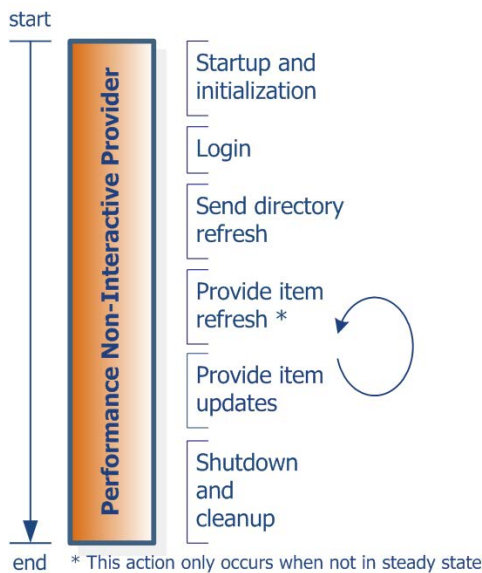 start
Performance Non-Interactive Provider
Startup and
initialization
Login
Send directory
refresh
Provide item
refresh *
Provide item
updates
Shutdown
and
cleanup
end
* This action only occurs when not in steady state